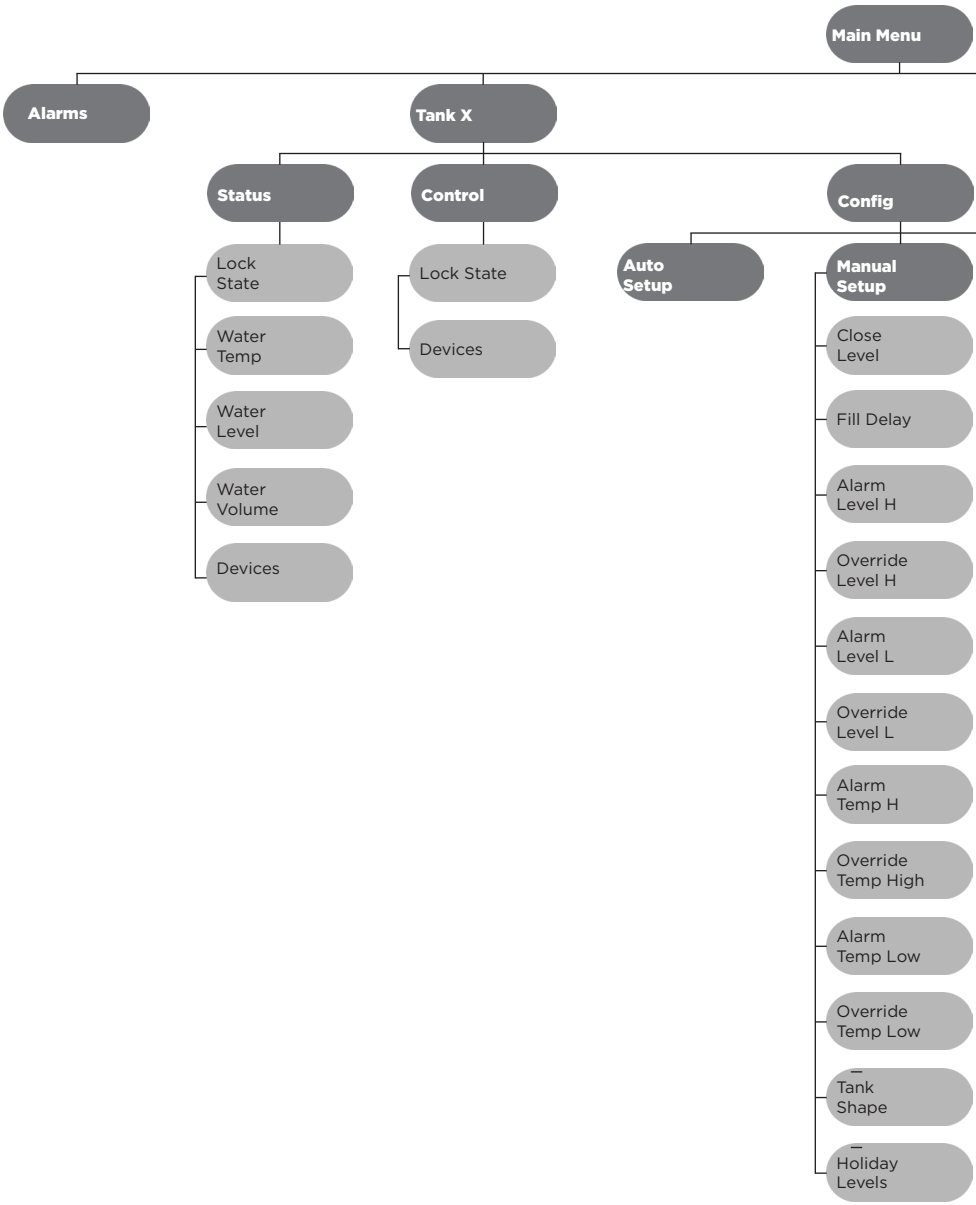 Main Menu
Alarms
Tank X
Status
Control
Config
Lock
State
Water
Temp
Water
Level
Water
Volume
Devices
Lock State
Devices
Auto
Setup
Manual
Setup
Close
Level
Fill Delay
Alarm
Level H
Override
Level H
Alarm
Level L
Override
Level L
Alarm
Temp H
Override
Temp High
Alarm
Temp Low
Override
Temp Low
Tank
Shape
Holiday
Levels